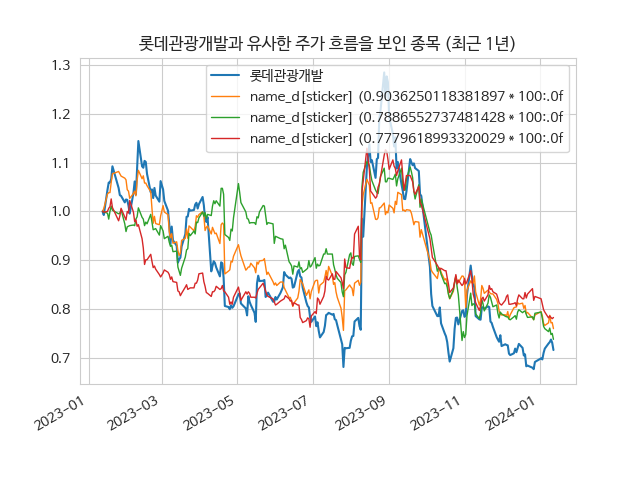 롯데관광개발과 유사한 주가 흐름을 보인 종목 (최근 1년)
롯데관광개발
name_d[sticker] (0.9036250118381897 * 100:.0f
name_d[sticker] (0.7886552737481428 * 100:.0f
name_d[sticker] (0.7779618993320029 * 100:.0f
1.3
1.2
1.1
1.0
0.9
0.8
0.7
2023-01
2023-03
2023-05
2023-07
2023-09
2023-11
2024-01